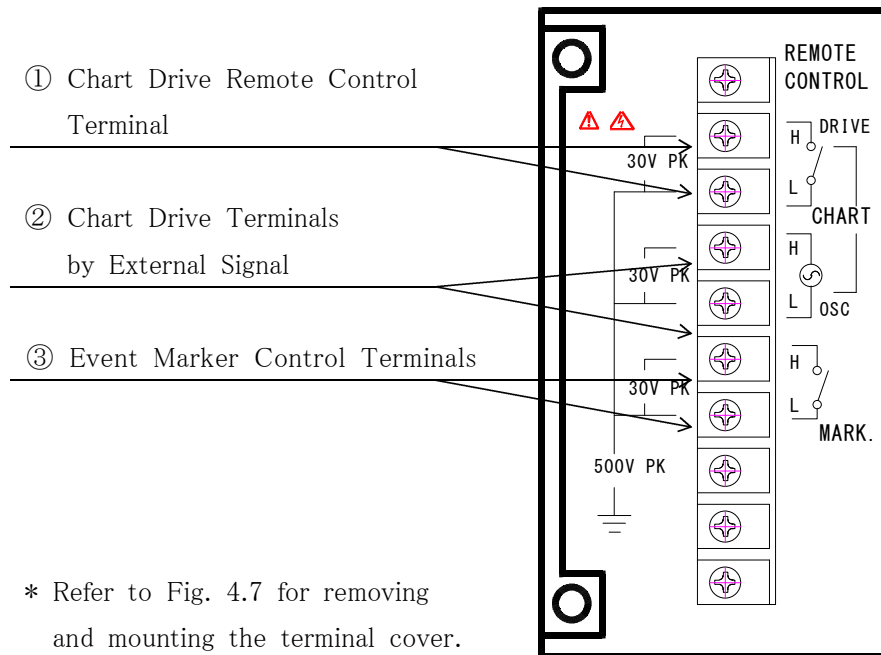 ① Chart Drive Remote Control
Terminal
② Chart Drive Terminals
by External Signal
③ Event Marker Control Terminals
* Refer to Fig. 4.7 for removing
and mounting the terminal cover.
30V PK
30V PK
30V PK
500V PK
REMOTE
CONTROL
H
DRIVE
L
CHART
H
L
OSC
H
L
MARK.